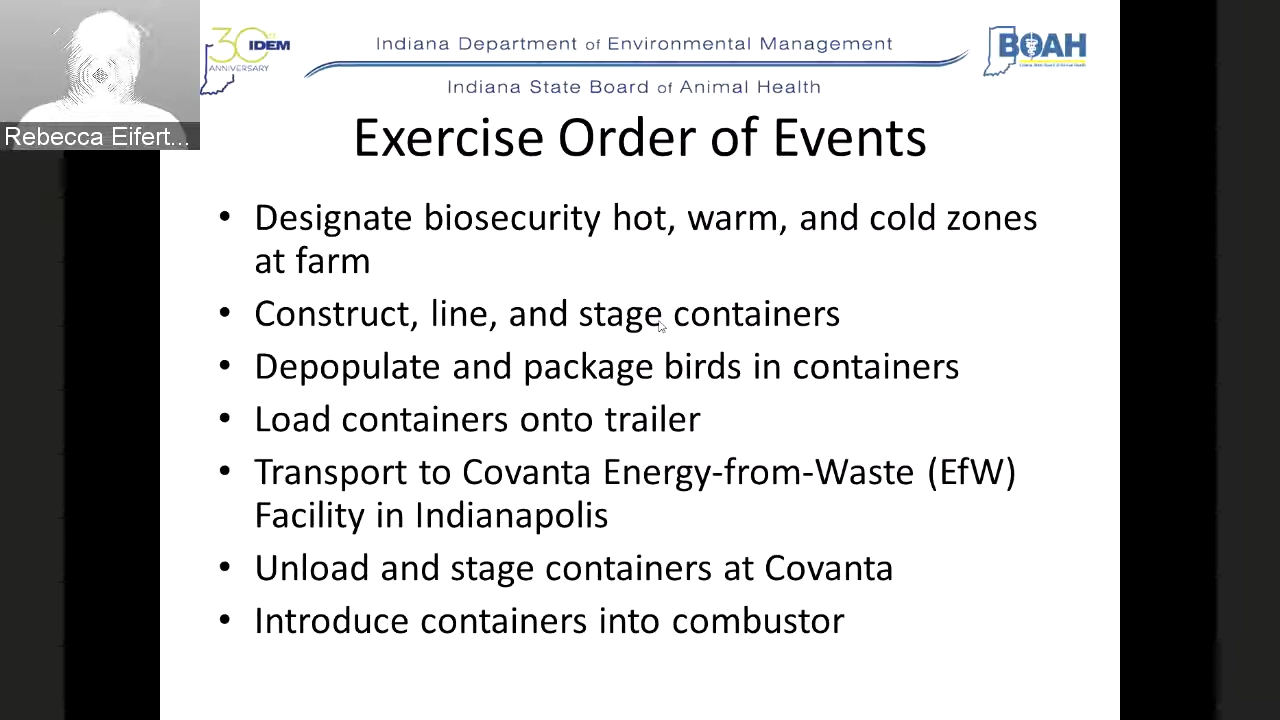 30
IDEM
ANNIVERSARY
Indiana Department of Environmental Management
Indiana State Board of Animal Health
BOAH
Rebecca Eifert...
Exercise Order of Events
• Designate biosecurity hot, warm, and cold zones
at farm
• Construct, line, and stage containers
• Depopulate and package birds in containers
• Load containers onto trailer
• Transport to Covanta Energy-from-Waste (EfW)
Facility in Indianapolis
• Unload and stage containers at Covanta
• Introduce containers into combustor